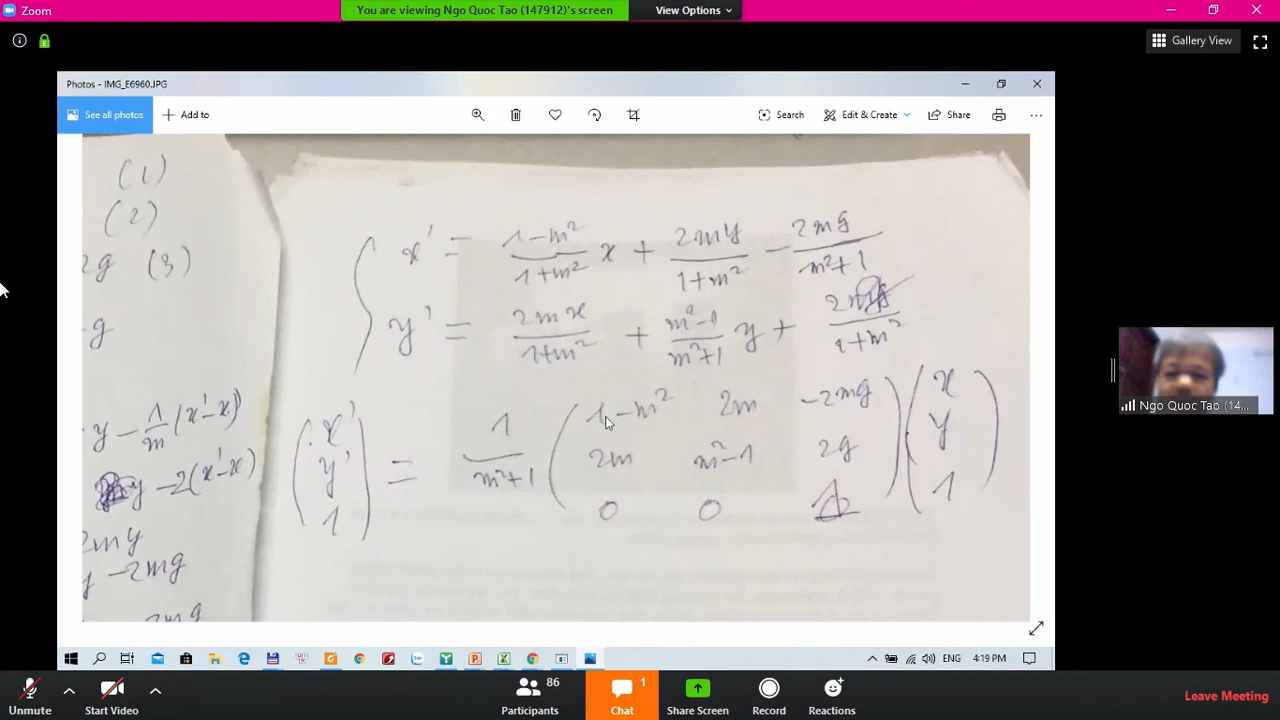 Zoom
You are viewing Ngo Quoc Tao (147912)'s screen
View Options
Gallery View
Photos - IMG_E6960.JPG
See all photos
Add to
Search
Edit & Create
Share
(1)
(2)
2g (3)
-g
y - 1/m (x'-x)
y - 2(x'-x)
2my
-2mg
x' = (1-m²)/(1+m²) x + 2my/(1+m²) - 2mg/(m²+1)
y' = 2mx/(1+m²) + (m²-1)/(m²+1) y + 2g/(1+m²)
x'       1-m² 2m -2mg   x
y' = 1/(m²+1) 2m m²-1 2g   y
1       0 0 1   1
Ngo Quoc Tao (14...
ENG
4:19 PM
Unmute
Start Video
86
Participants
1
Chat
Share Screen
Record
Reactions
Leave Meeting